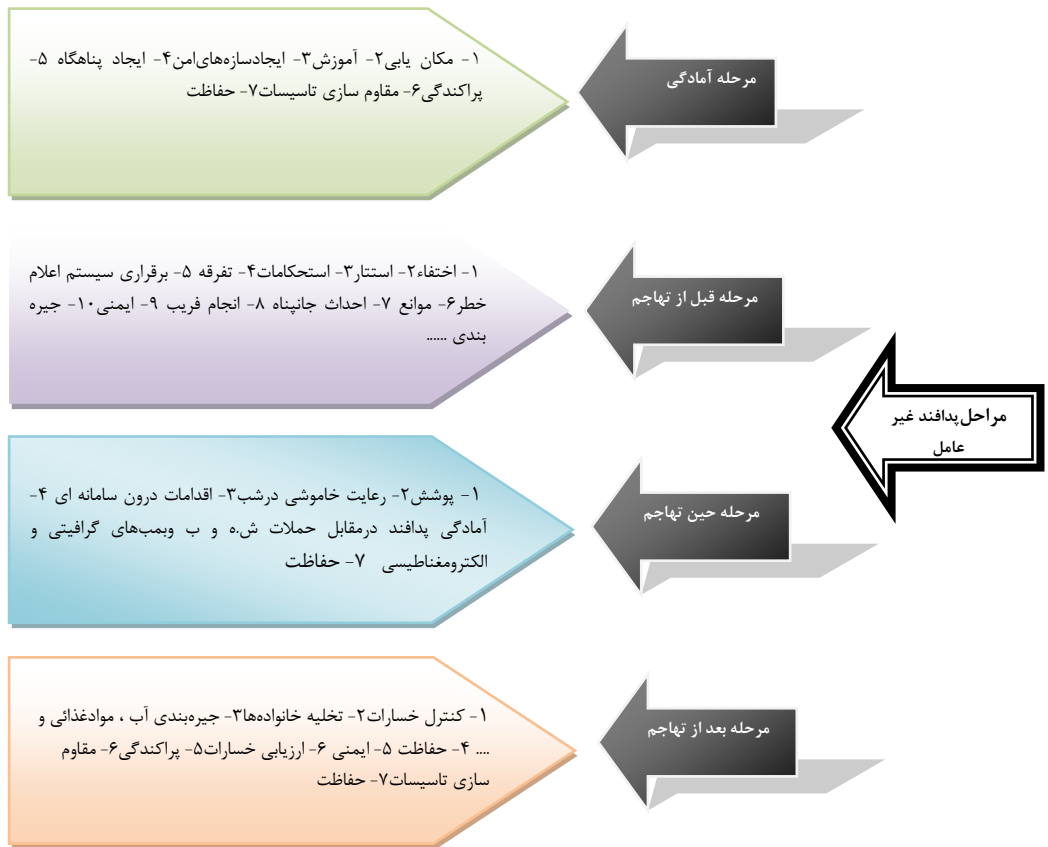 مراحل پدافند غیر
عامل
مرحله آمادگی
۱- مکان یابی۲- آموزش۳- ایجادسازه‌های‌امن۴- ایجاد پناهگاه ۵-
پراکندگی۶- مقاوم سازی تاسیسات۷- حفاظت
مرحله قبل از تهاجم
۱- اختفاء۲- استتار۳- استحکامات۴- تفرقه ۵- برقراری سیستم اعلام
خطر۶- موانع ۷- احداث جانپناه ۸- انجام فریب ۹- ایمنی۱۰- جیره
بندی ......
مرحله حین تهاجم
۱- پوشش۲- رعایت خاموشی درشب۳- اقدامات درون سامانه ای ۴-
آمادگی پدافند درمقابل حملات ش.ه و ب وبمب‌های گرافیتی و
الکترومغناطیسی ۷- حفاظت
مرحله بعد از تهاجم
۱- کنترل خسارات۲- تخلیه خانواده‌ها۳- جیره‌بندی آب ، موادغذائی و
.... ۴- حفاظت ۵- ایمنی ۶- ارزیابی خسارات۵- پراکندگی۶- مقاوم
سازی تاسیسات۷- حفاظت